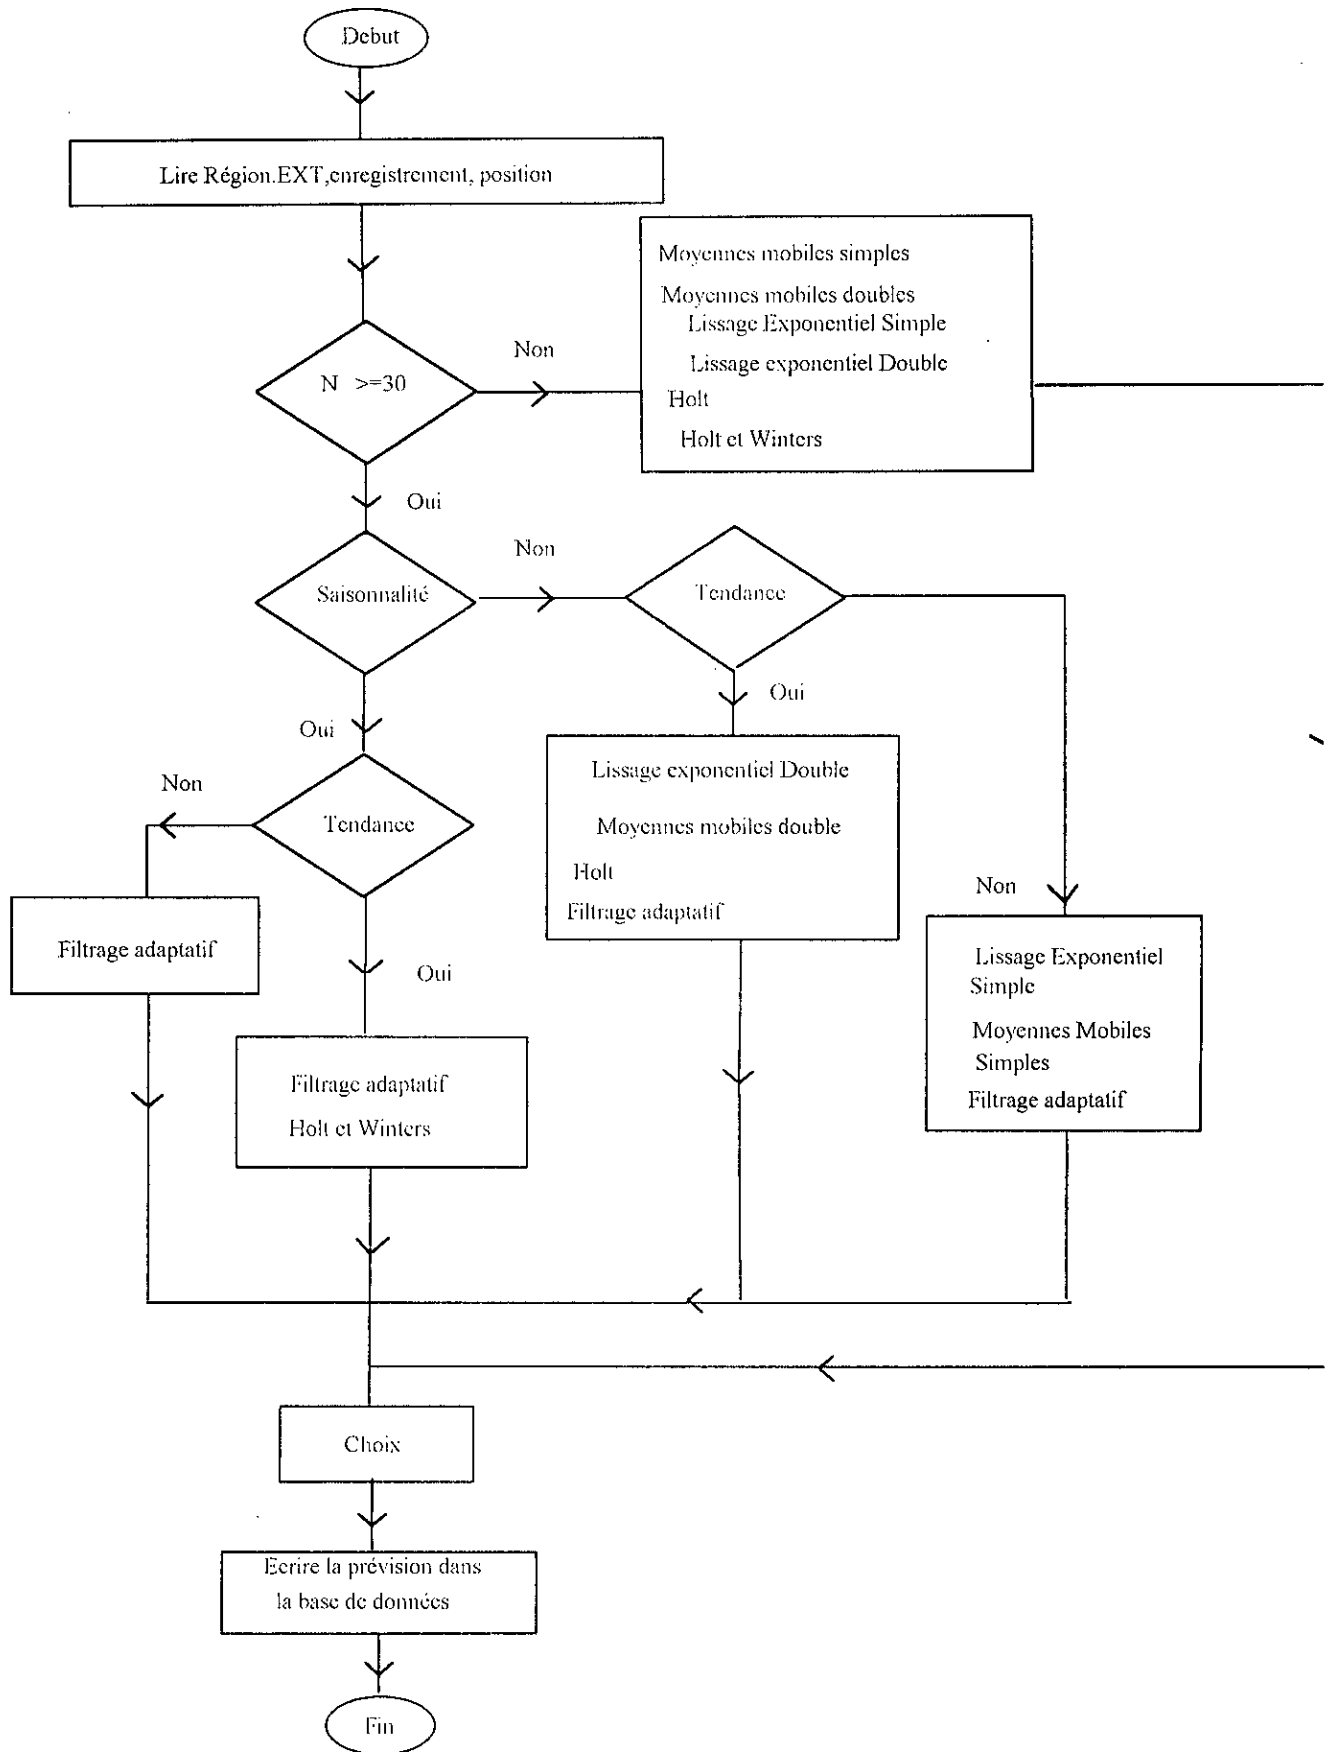 Debut
Lire Région.EXT,enregistrement, position
Moyennes mobiles simples
Moyennes mobiles doubles
Lissage Exponentiel Simple
Lissage exponentiel Double
Holt
Holt et Winters
Non
N >=30
Oui
Non
Saisonnalité
Tendance
Oui
Oui
Lissage exponentiel Double
Moyennes mobiles double
Holt
Filtrage adaptatif
Non
Tendance
Non
Filtrage adaptatif
Oui
Lissage Exponentiel
Simple
Moyennes Mobiles
Simples
Filtrage adaptatif
Filtrage adaptatif
Holt et Winters
Choix
Ecrire la prévision dans
la base de données
Fin